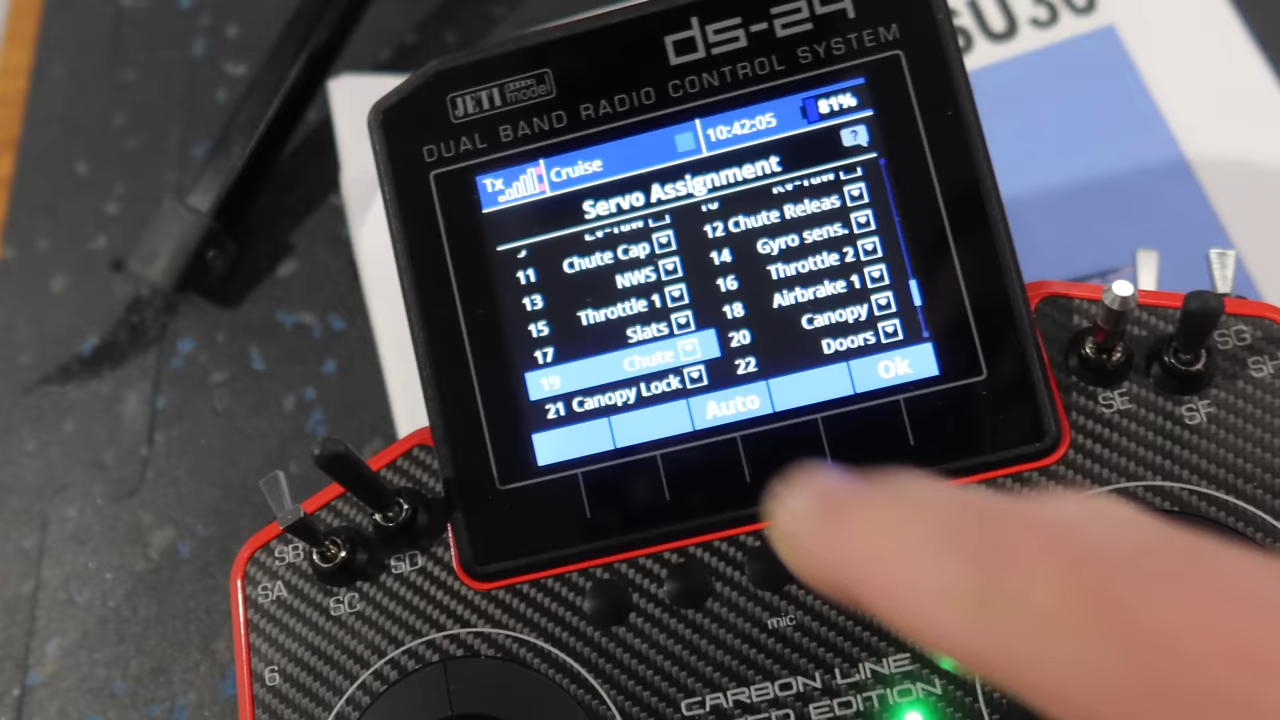 SU30
ds-24
JETI model
DUAL BAND RADIO CONTROL SYSTEM
Tx Cruise 10:42:05 81%
Servo Assignment ?
11 Chute Cap 12 Chute Releas
13 NWS 14 Gyro sens.
15 Throttle 1 16 Throttle 2
17 Slats 18 Airbrake 1
19 Chute 20 Canopy
21 Canopy Lock 22 Doors
Auto Ok
SG
SE SF
SB SD
SA SC
mic
6
CARBON LINE
EDITION